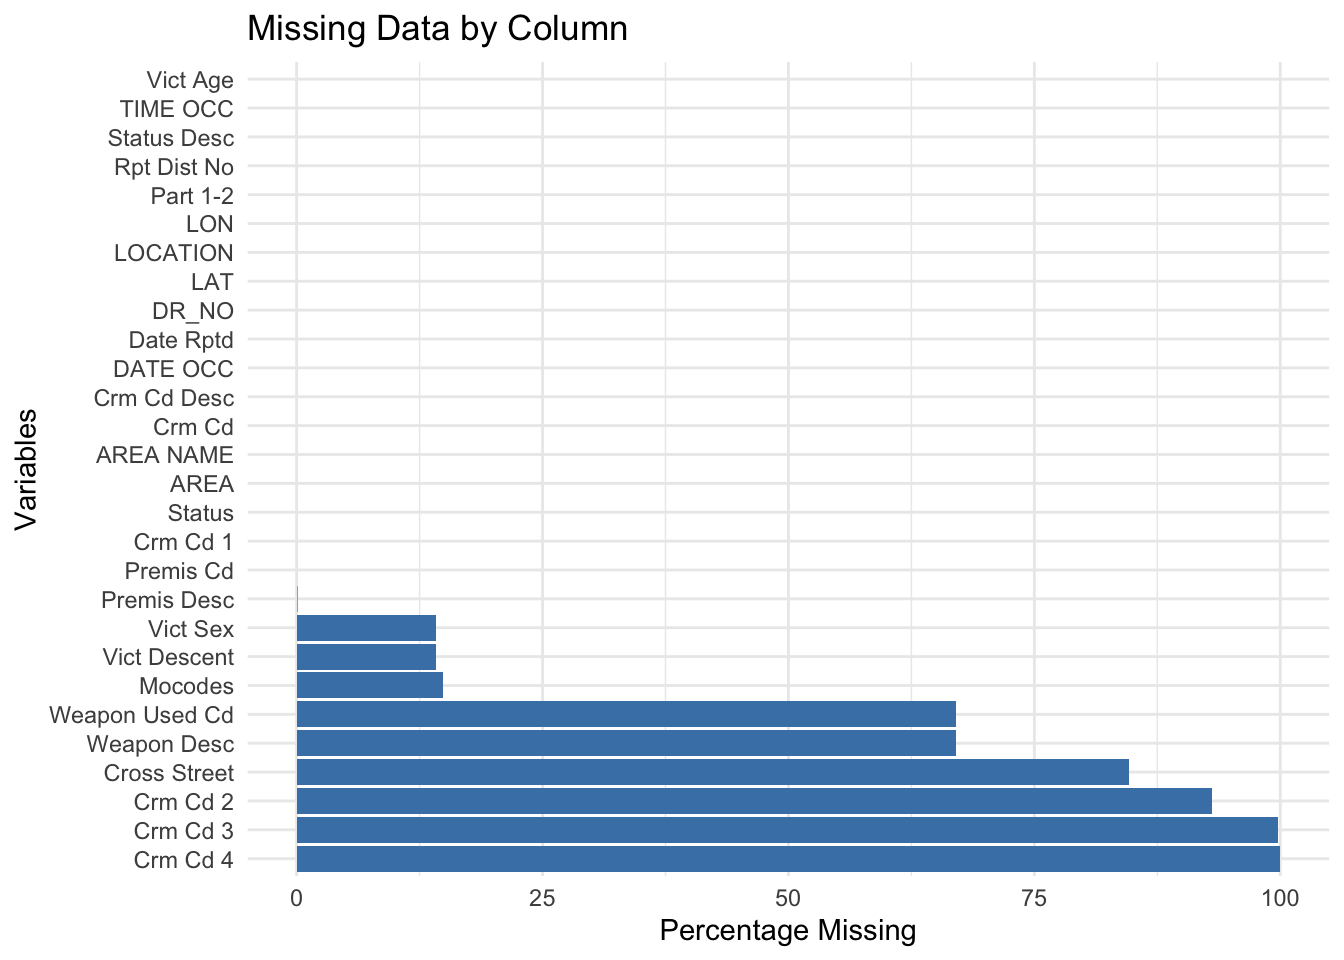 Missing Data by Column
Variables
Vict Age
TIME OCC
Status Desc
Rpt Dist No
Part 1-2
LON
LOCATION
LAT
DR_NO
Date Rptd
DATE OCC
Crm Cd Desc
Crm Cd
AREA NAME
AREA
Status
Crm Cd 1
Premis Cd
Premis Desc
Vict Sex
Vict Descent
Mocodes
Weapon Used Cd
Weapon Desc
Cross Street
Crm Cd 2
Crm Cd 3
Crm Cd 4
0 25 50 75 100
Percentage Missing